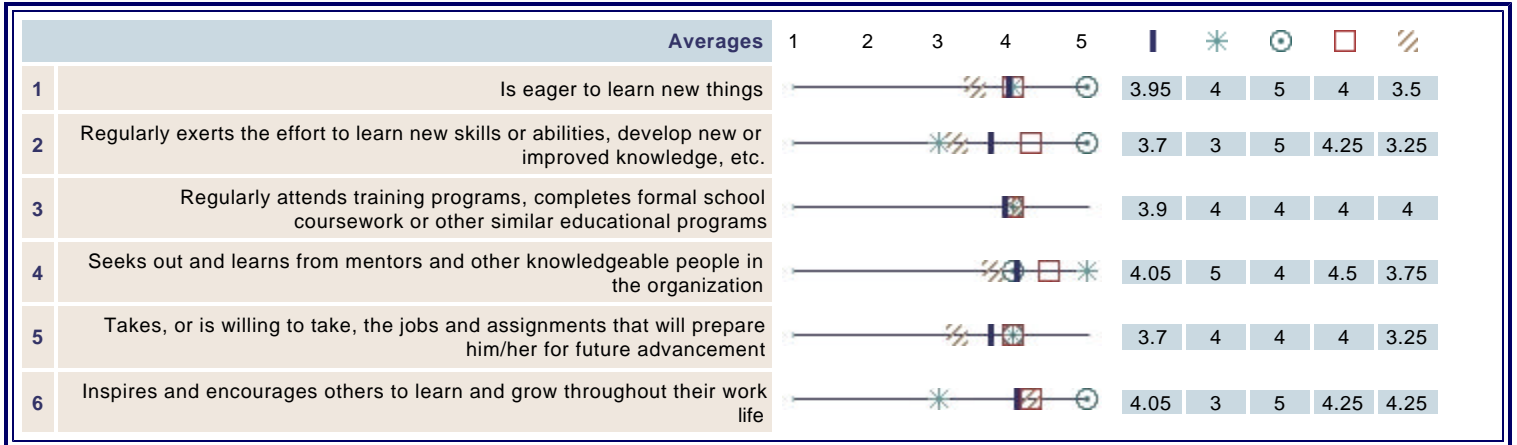 Averages 1 2 3 4 5
1 Is eager to learn new things 3.95 4 5 4 3.5
2 Regularly exerts the effort to learn new skills or abilities, develop new or
improved knowledge, etc. 3.7 3 5 4.25 3.25
3 Regularly attends training programs, completes formal school
coursework or other similar educational programs 3.9 4 4 4 4
4 Seeks out and learns from mentors and other knowledgeable people in
the organization 4.05 5 4 4.5 3.75
5 Takes, or is willing to take, the jobs and assignments that will prepare
him/her for future advancement 3.7 4 4 4 3.25
6 Inspires and encourages others to learn and grow throughout their work
life 4.05 3 5 4.25 4.25